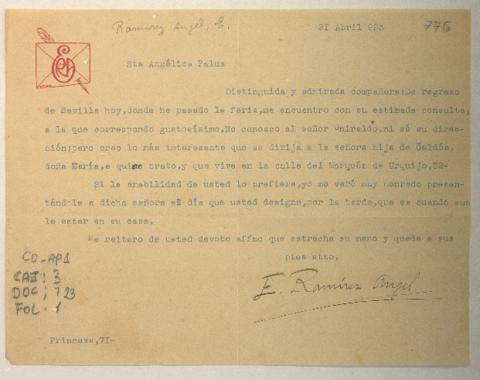 Ramirez Angel, E.
21 Abril 923
776
Sta Angélica Palma
Distinguida y admirada compañera:De regreso
de Sevilla hoy,donde he pasado la feria,me encuentro con su estimada consulta,
a la que correspondo gustosísimo.No conozco al señor Ghiraldo,ni sé su direc-
ción;pero creo lo más interesante que se dirija a la señora hija de Galdós,
doña María,a quine trato,y que vive en la calle del Marqués de Urquijo,32-
Si la amabilidad de usted lo prefiere,yo me veré muy honrado presen-
tándole a dicha señora el día que usted designe,por la tarde,que es cuando sue
le estar en su casa.
Me reitero de usted devoto affmo que estrecha su mano y queda a sus
pies atto,
E. Ramírez Angel
CO-AP1
CAJ: 3
DOC: 723
FOL: 1
Princesa,71-